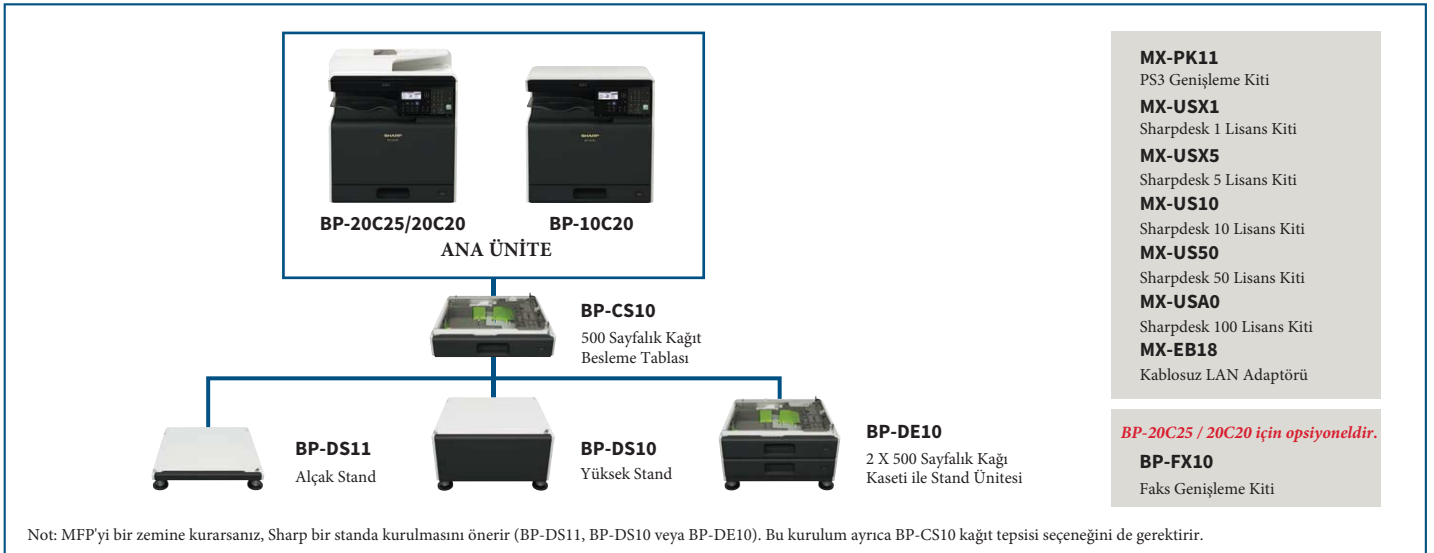 BP-20C25/20C20
BP-10C20
ANA ÜNİTE
BP-CS10
500 Sayfalık Kağıt
Besleme Tablası
BP-DS11
Alçak Stand
BP-DS10
Yüksek Stand
BP-DE10
2 X 500 Sayfalık Kağı
Kaseti ile Stand Ünitesi
MX-PK11
PS3 Genişleme Kiti
MX-USX1
Sharpdesk 1 Lisans Kiti
MX-USX5
Sharpdesk 5 Lisans Kiti
MX-US10
Sharpdesk 10 Lisans Kiti
MX-US50
Sharpdesk 50 Lisans Kiti
MX-USA0
Sharpdesk 100 Lisans Kiti
MX-EB18
Kablosuz LAN Adaptörü
BP-20C25 / 20C20 için opsiyoneldir.
BP-FX10
Faks Genişleme Kiti
Not: MFP'yi bir zemine kurarsanız, Sharp bir standa kurulmasını önerir (BP-DS11, BP-DS10 veya BP-DE10). Bu kurulum ayrıca BP-CS10 kağıt tepsisi seçeneğini de gerektirir.
SHARP
SHARP